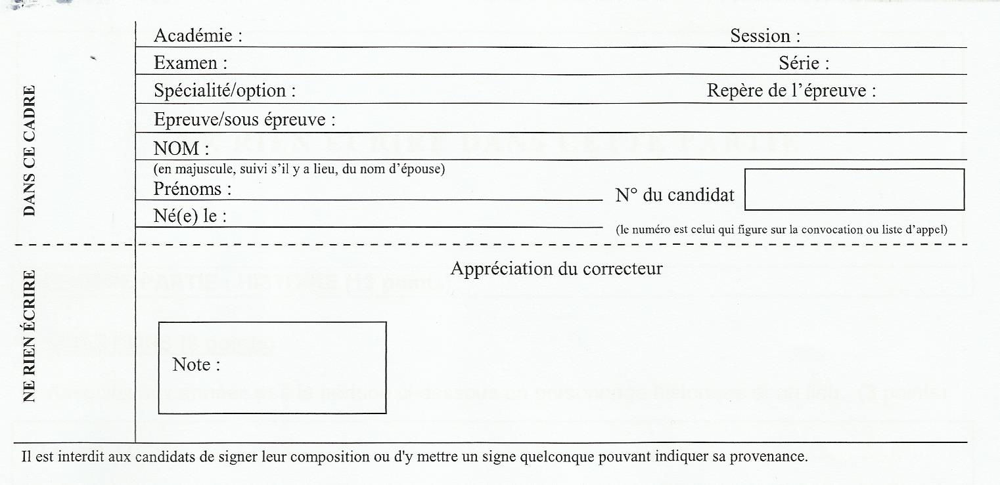 Académie : Session :
Examen : Série :
Spécialité/option : Repère de l’épreuve :
Epreuve/sous épreuve :
NOM :
(en majuscule, suivi s’il y a lieu, du nom d’épouse)
Prénoms : N° du candidat
Né(e) le :
(le numéro est celui qui figure sur la convocation ou liste d’appel)
DANS CE CADRE
Appréciation du correcteur
Note :
NE RIEN ÉCRIRE
Il est interdit aux candidats de signer leur composition ou d'y mettre un signe quelconque pouvant indiquer sa provenance.